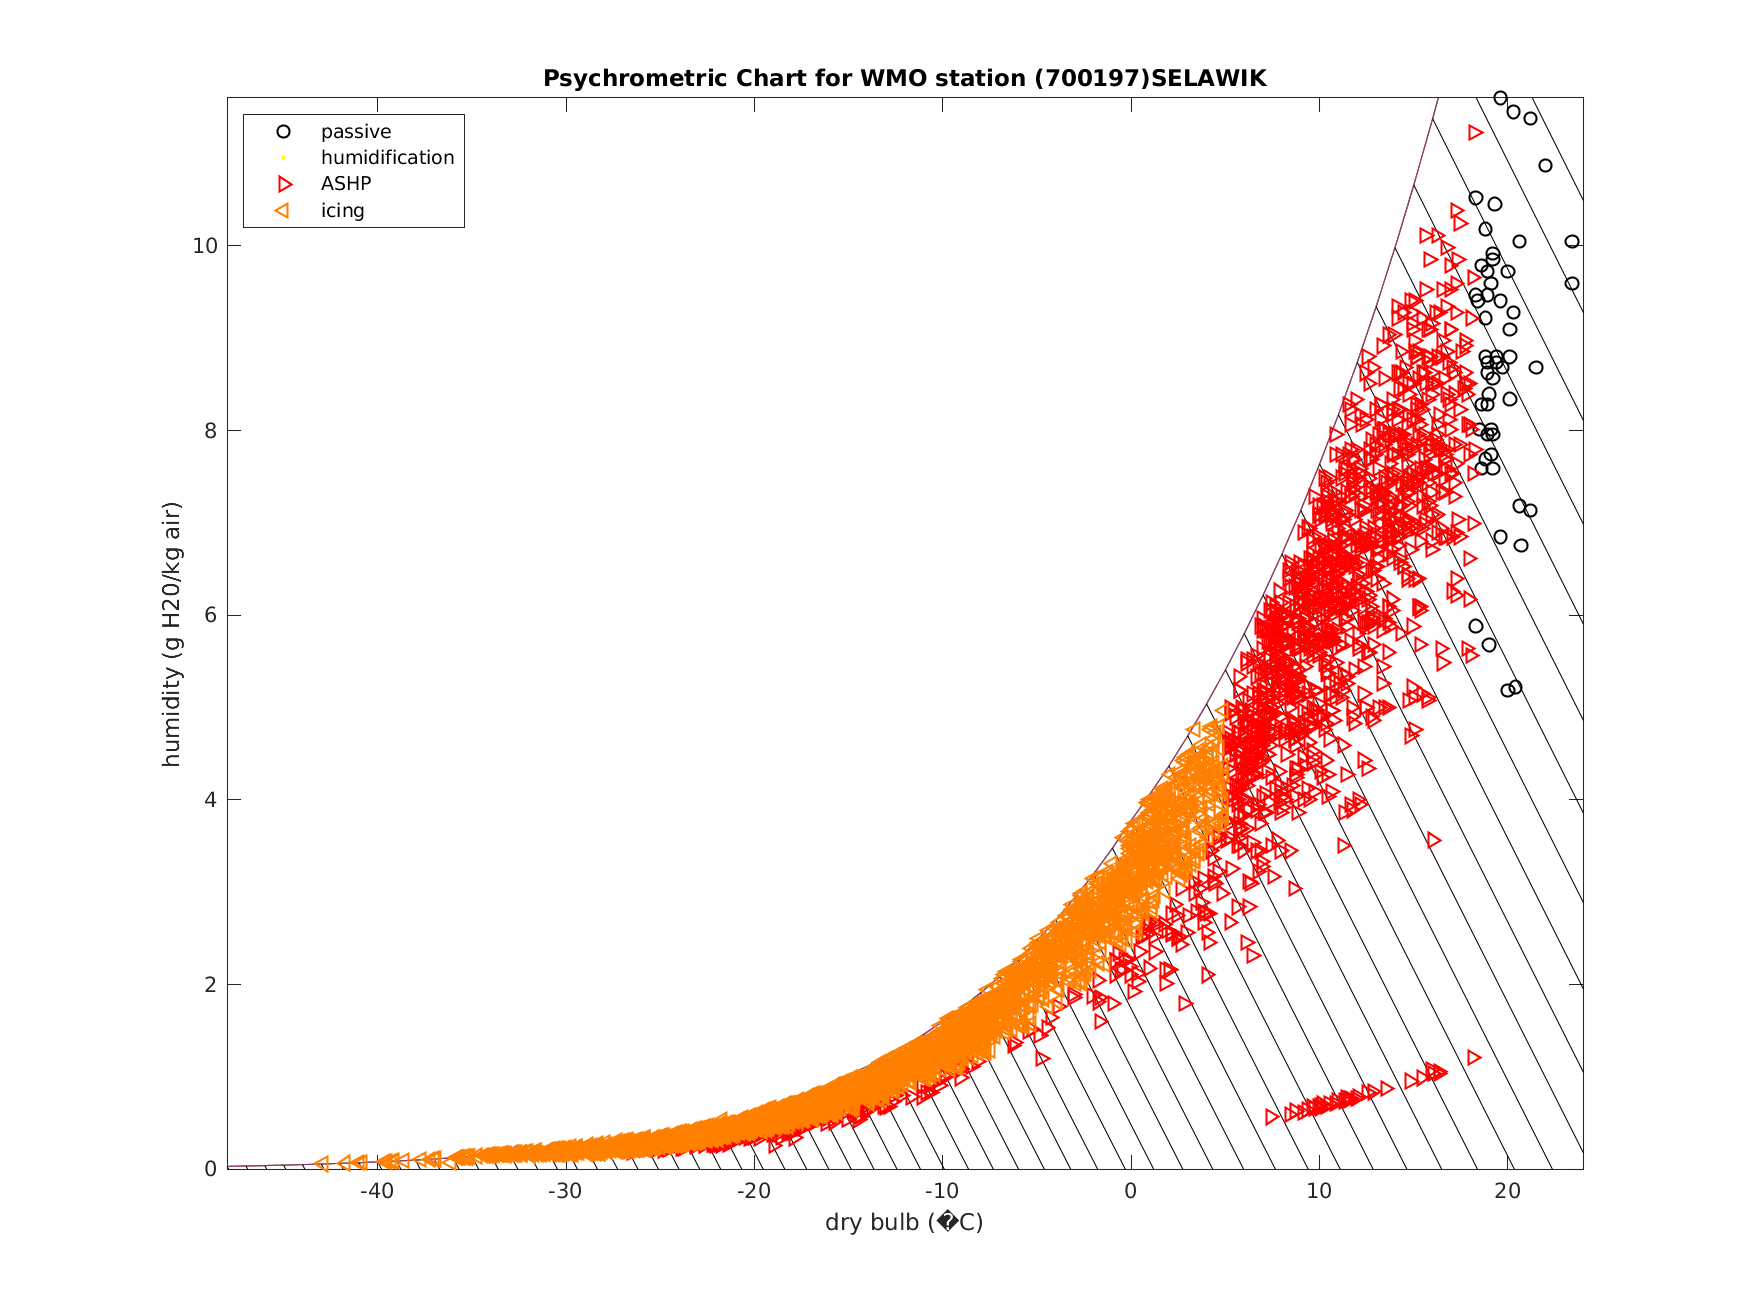 Psychrometric Chart for WMO station (700197)SELAWIK
passive
humidification
ASHP
icing
humidity (g H20/kg air)
10
8
6
4
2
0
-40 -30 -20 -10 0 10 20
dry bulb (�C)